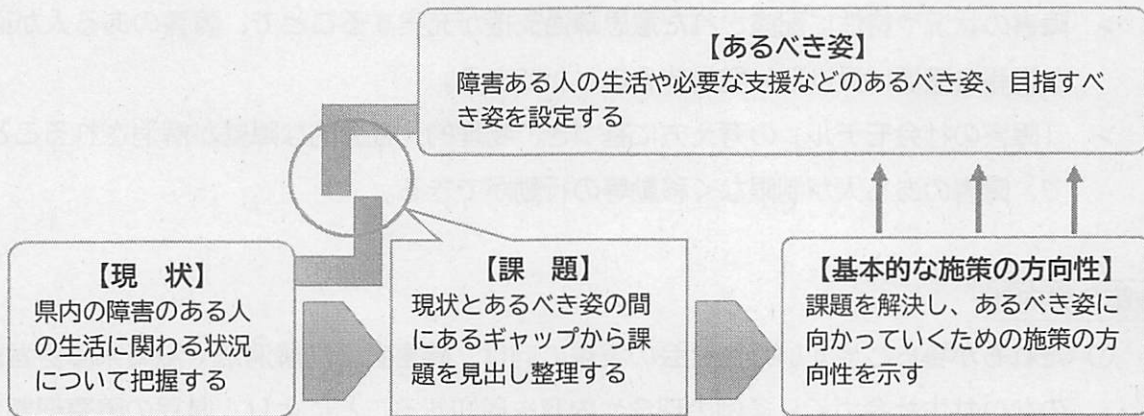 【あるべき姿】
障害ある人の生活や必要な支援などのあるべき姿、目指すべ
き姿を設定する
【現　状】
県内の障害のある人
の生活に関わる状況
について把握する
【課　題】
現状とあるべき姿の間
にあるギャップから課
題を見出し整理する
【基本的な施策の方向性】
課題を解決し、あるべき姿に
向かっていくための施策の方
向性を示す